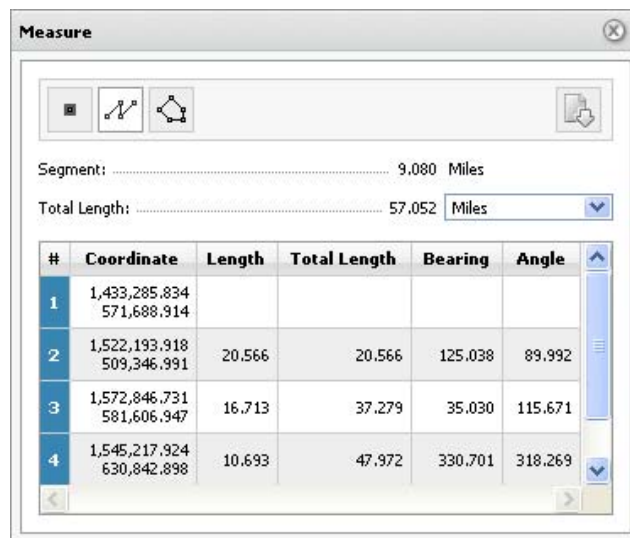 Measure
Segment: 9.080 Miles
Total Length: 57.052 Miles
# Coordinate Length Total Length Bearing Angle
1 1,433,285.834
571,688.914
2 1,522,193.918
509,346.991 20.566 20.566 125.038 89.992
3 1,572,846.731
581,606.947 16.713 37.279 35.030 115.671
4 1,545,217.924
630,842.898 10.693 47.972 330.701 318.269